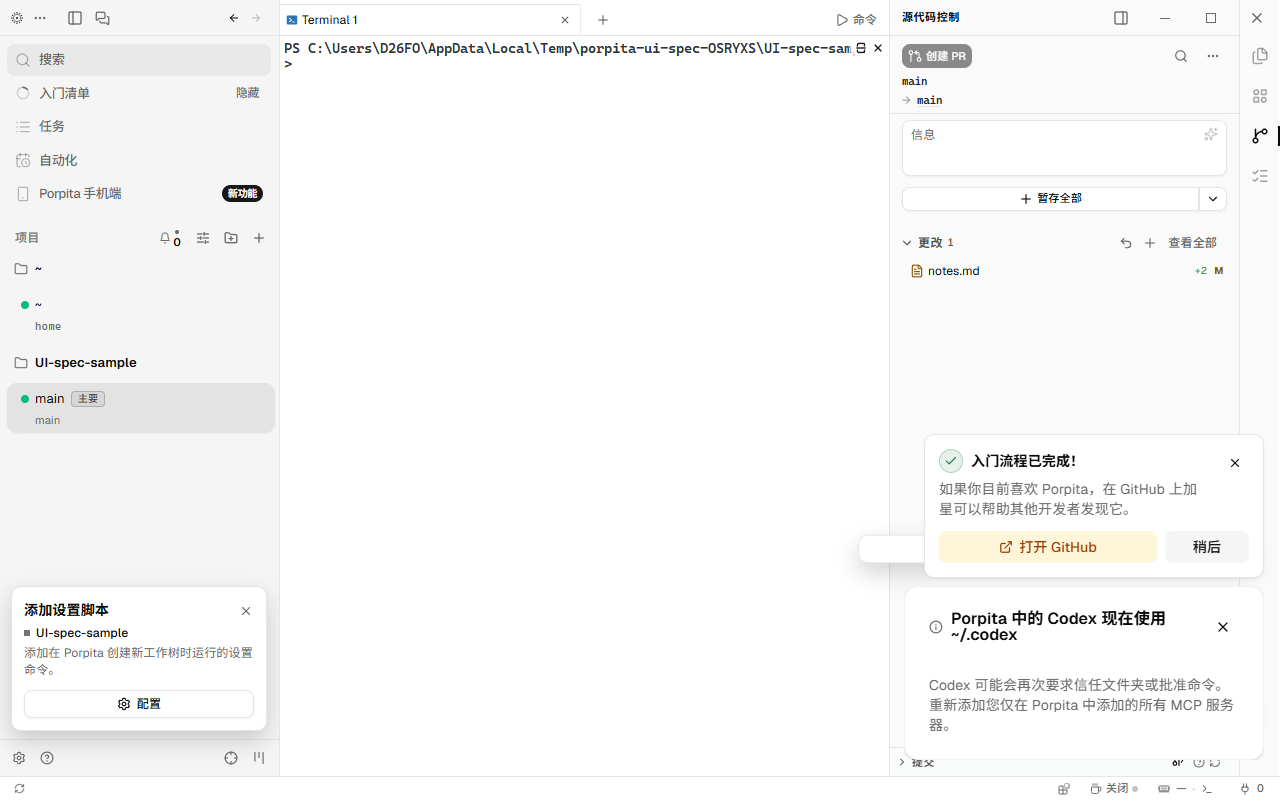 搜索
入门清单 隐藏
任务
自动化
Porpita 手机端 新功能
项目 0
~
~
home
UI-spec-sample
main 主要
main
添加设置脚本
UI-spec-sample
添加在 Porpita 创建新工作树时运行的设置
命令。
配置
Terminal 1
命令
PS C:\Users\D26FO\AppData\Local\Temp\porpita-ui-spec-OSRYXS\UI-spec-sam
>
源代码控制
创建 PR
main
main
信息
暂存全部
更改 1 查看全部
notes.md +2 M
入门流程已完成！
如果你目前喜欢 Porpita，在 GitHub 上加
星可以帮助其他开发者发现它。
打开 GitHub 稍后
Porpita 中的 Codex 现在使用
~/.codex
Codex 可能会再次要求信任文件夹或批准命令。
重新添加您仅在 Porpita 中添加的所有 MCP 服务
器。
提交
关闭 0